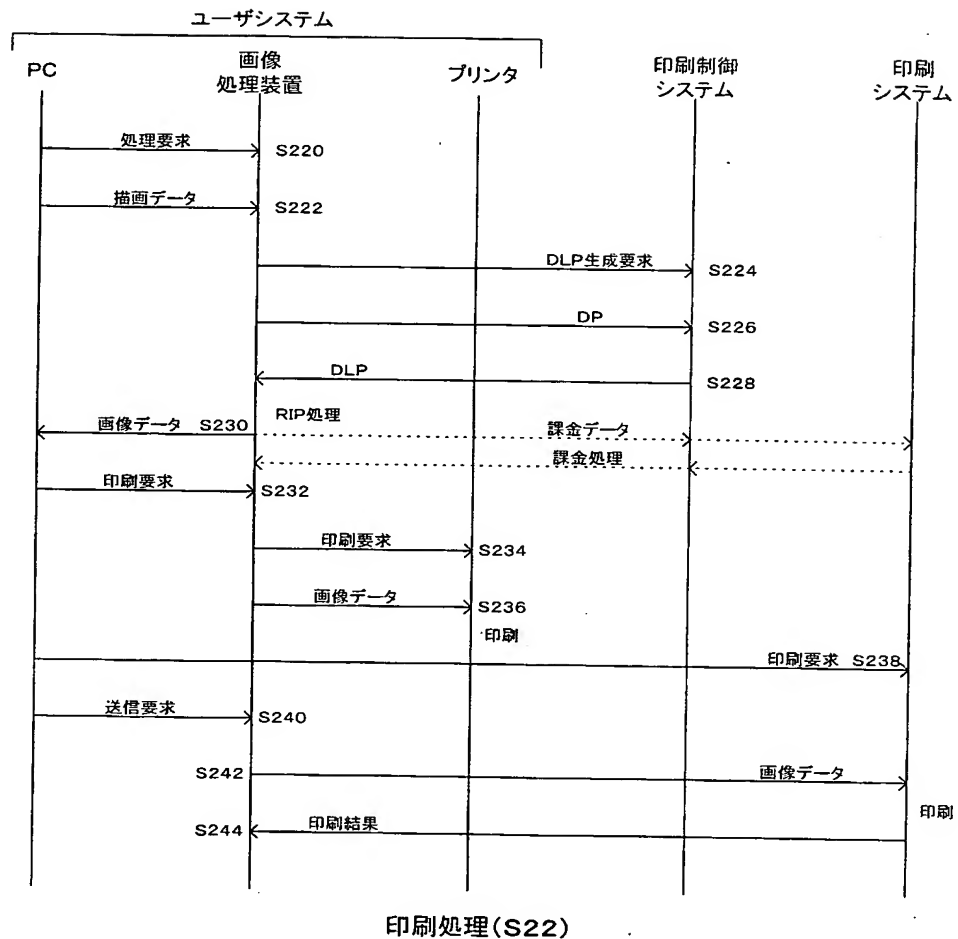 ユーザシステム
PC
画像
処理装置
プリンタ
印刷制御
システム
印刷
システム
処理要求
S220
描画データ
S222
DLP生成要求
S224
DP
S226
DLP
S228
画像データ S230
RIP処理
課金データ
課金処理
印刷要求
S232
印刷要求
S234
画像データ
S236
印刷
印刷要求 S238
送信要求
S240
S242
画像データ
印刷
S244
印刷結果
印刷処理(S22)